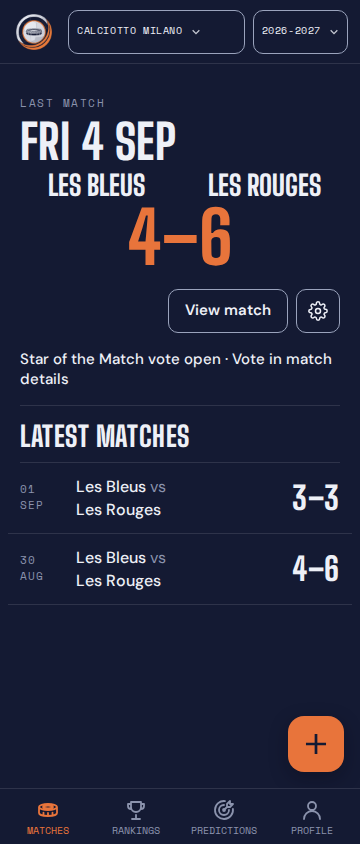 CALCIOTTO MILANO
2026-2027
LAST MATCH
FRI 4 SEP
LES BLEUS
LES ROUGES
4–6
View match
Star of the Match vote open · Vote in match
details
LATEST MATCHES
01
SEP
Les Bleus vs
Les Rouges
3–3
30
AUG
Les Bleus vs
Les Rouges
4–6
MATCHES
RANKINGS
PREDICTIONS
PROFILE